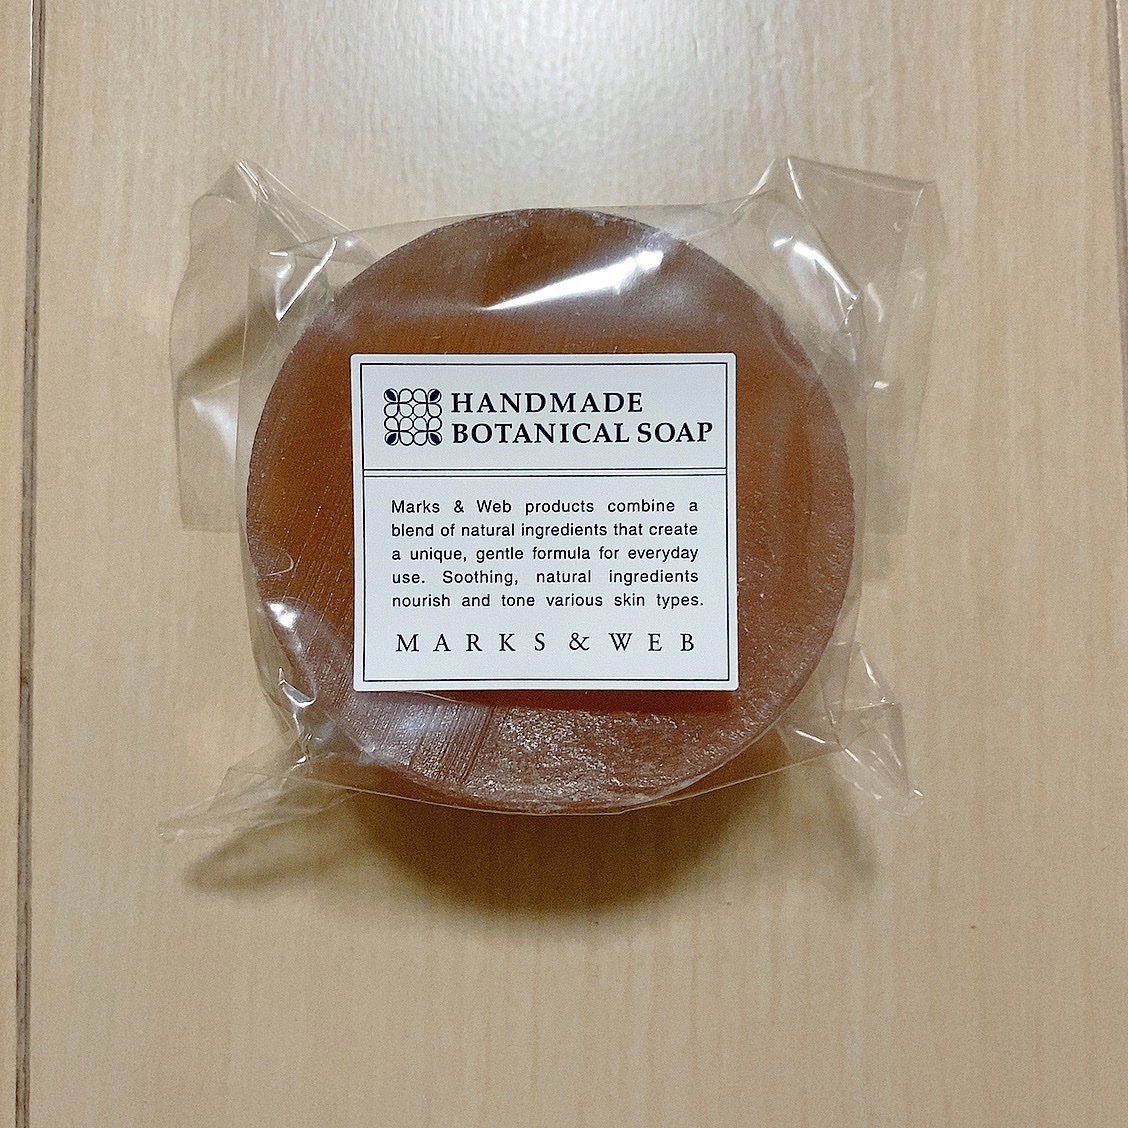 HANDMADE
BOTANICAL SOAP
Marks & Web products combine a
blend of natural ingredients that create
a unique, gentle formula for everyday
use. Soothing, natural ingredients
nourish and tone various skin types.
MARKS & WEB